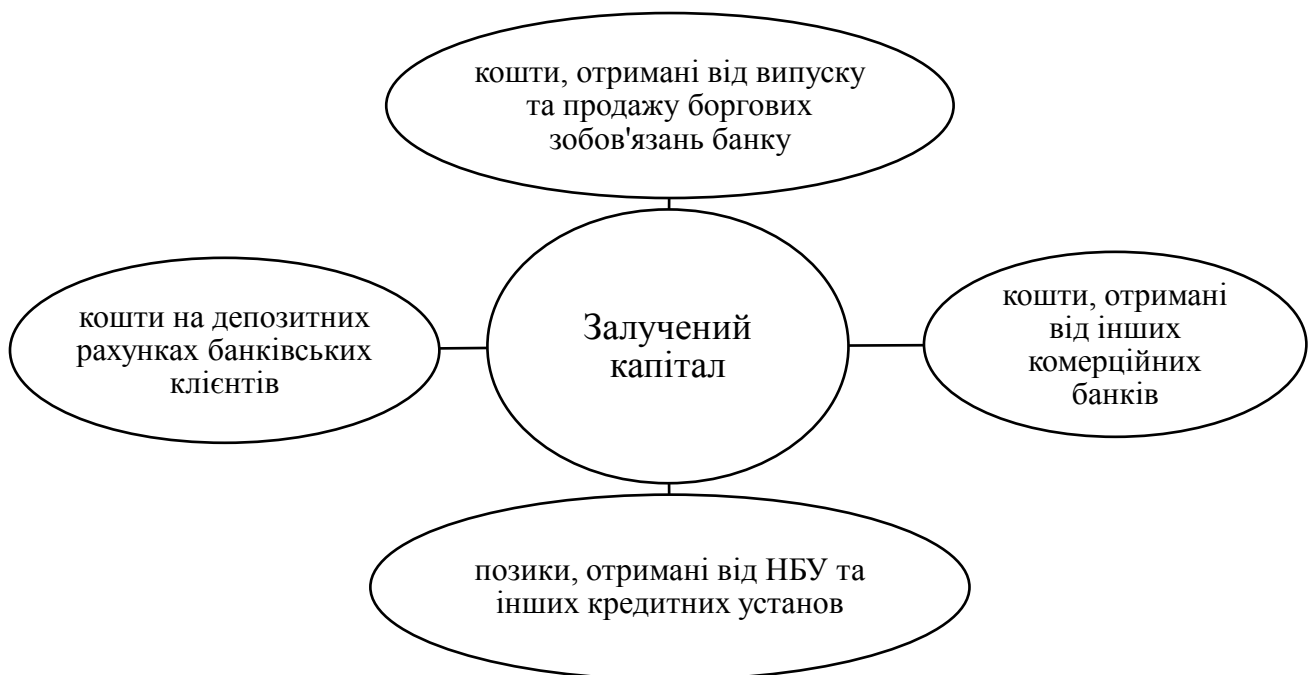 кошти, отримані від випуску
та продажу боргових
зобов'язань банку
кошти на депозитних
рахунках банківських
клієнтів
Залучений
капітал
кошти, отримані
від інших
комерційних
банків
позики, отримані від НБУ та
інших кредитних установ